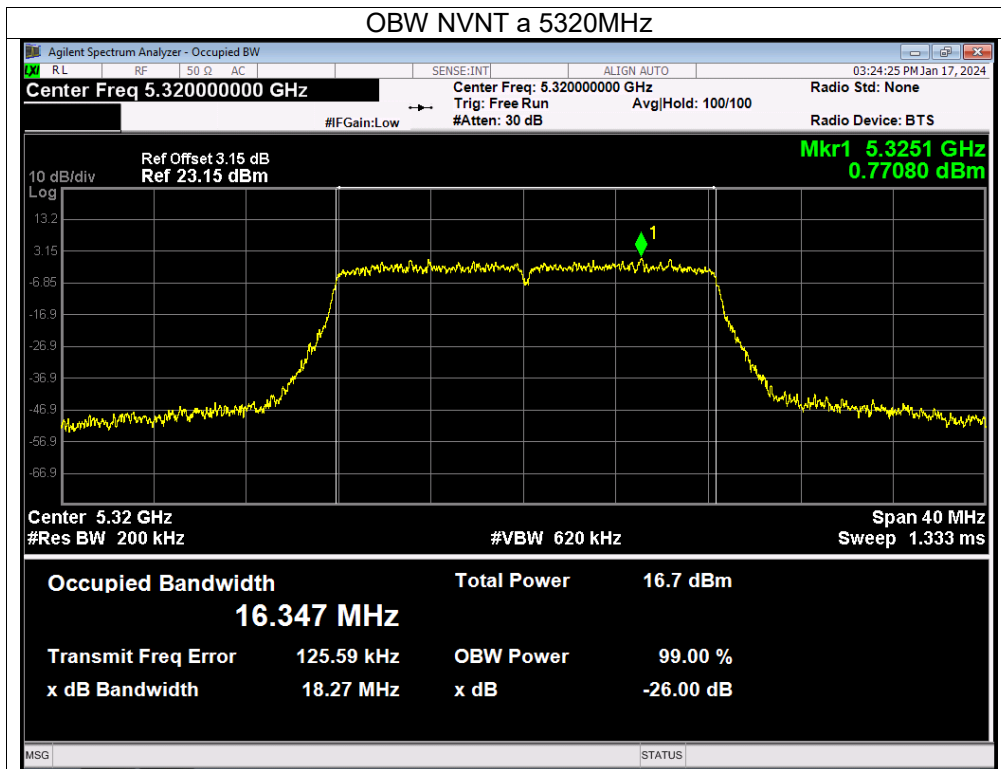 OBW NVNT a 5320MHz
Agilent Spectrum Analyzer - Occupied BW
LXI RL RF 50 Ω AC SENSE:INT ALIGN AUTO 03:24:25 PM Jan 17, 2024
Center Freq 5.320000000 GHz Center Freq: 5.320000000 GHz Radio Std: None
Trig: Free Run Avg|Hold: 100/100
#IFGain:Low #Atten: 30 dB Radio Device: BTS
Mkr1 5.3251 GHz
0.77080 dBm
Ref Offset 3.15 dB
10 dB/div Ref 23.15 dBm
Log
13.2
3.15
-6.85
-16.9
-26.9
-36.9
-46.9
-56.9
-66.9
1
Center 5.32 GHz Span 40 MHz
#Res BW 200 kHz #VBW 620 kHz Sweep 1.333 ms
Occupied Bandwidth Total Power 16.7 dBm
16.347 MHz
Transmit Freq Error 125.59 kHz OBW Power 99.00 %
x dB Bandwidth 18.27 MHz x dB -26.00 dB
MSG STATUS